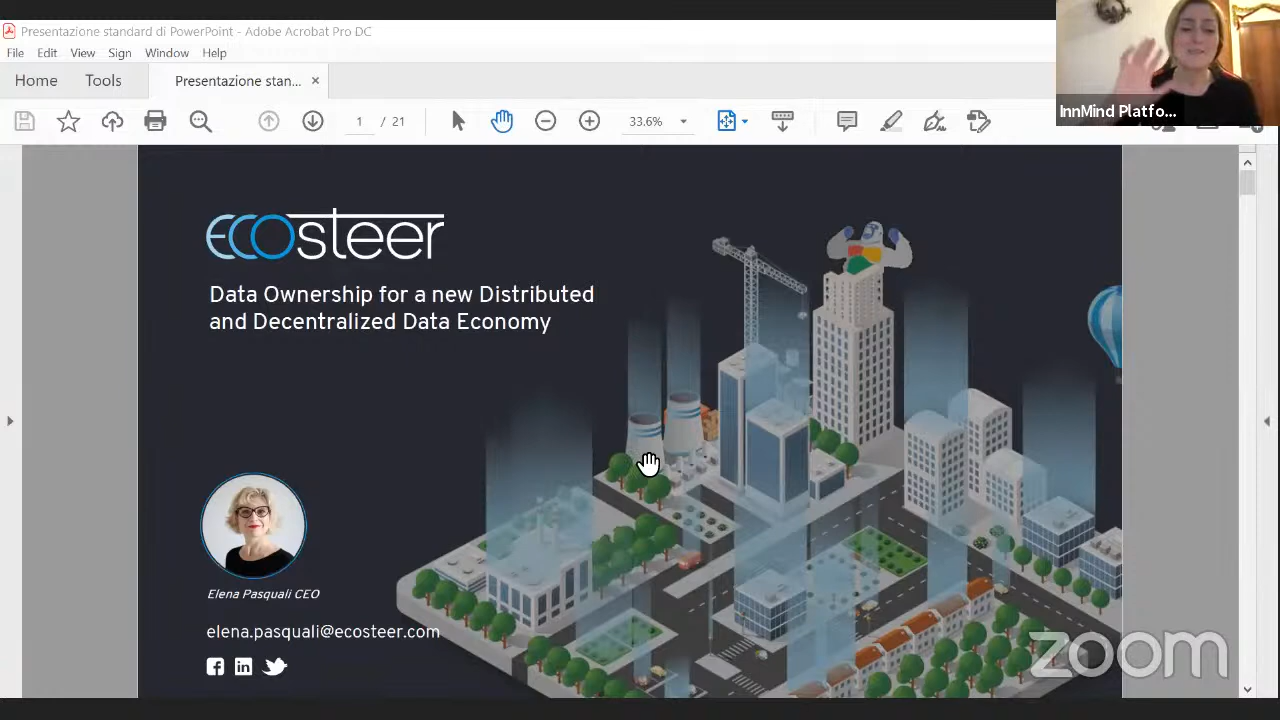 Presentazione standard di PowerPoint - Adobe Acrobat Pro DC
File Edit View Sign Window Help
Home Tools Presentazione stan... ×
1 / 21 33.6%
InnMind Platfo...
ECOsteer
Data Ownership for a new Distributed
and Decentralized Data Economy
Elena Pasquali CEO
elena.pasquali@ecosteer.com
zoom